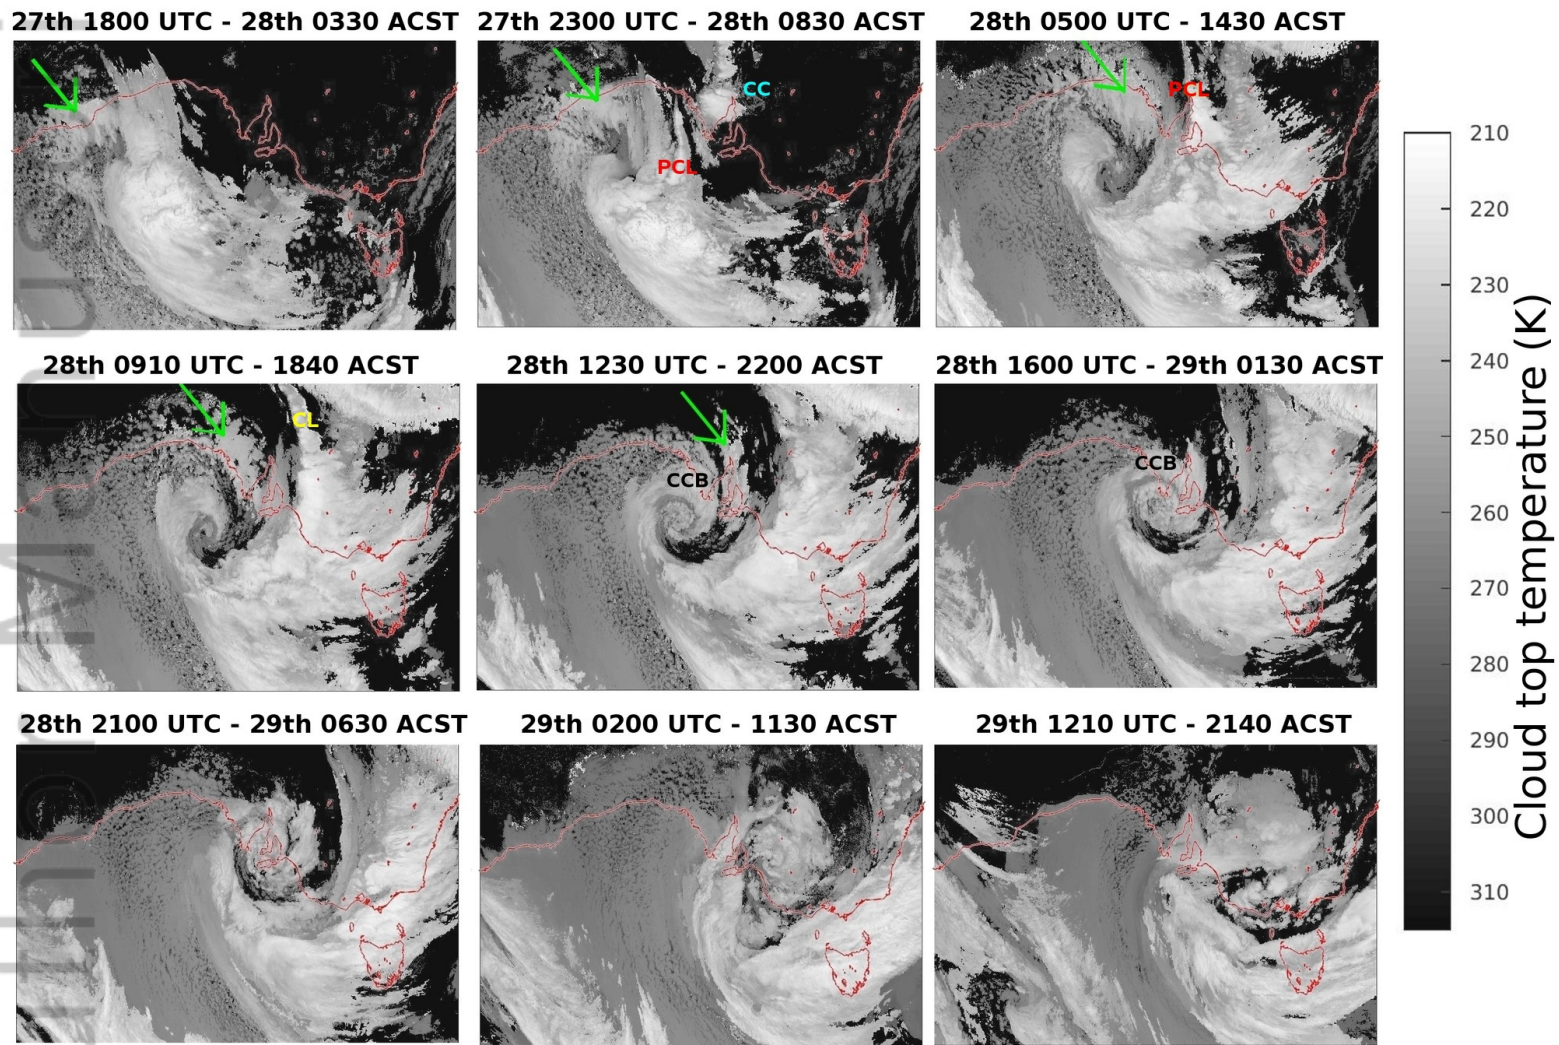 27th 1800 UTC - 28th 0330 ACST
27th 2300 UTC - 28th 0830 ACST
28th 0500 UTC - 1430 ACST
CC
PCL
PCL
28th 0910 UTC - 1840 ACST
28th 1230 UTC - 2200 ACST
28th 1600 UTC - 29th 0130 ACST
CL
CCB
CCB
28th 2100 UTC - 29th 0630 ACST
29th 0200 UTC - 1130 ACST
29th 1210 UTC - 2140 ACST
210
220
230
240
250
260
270
280
290
300
310
Cloud top temperature (K)